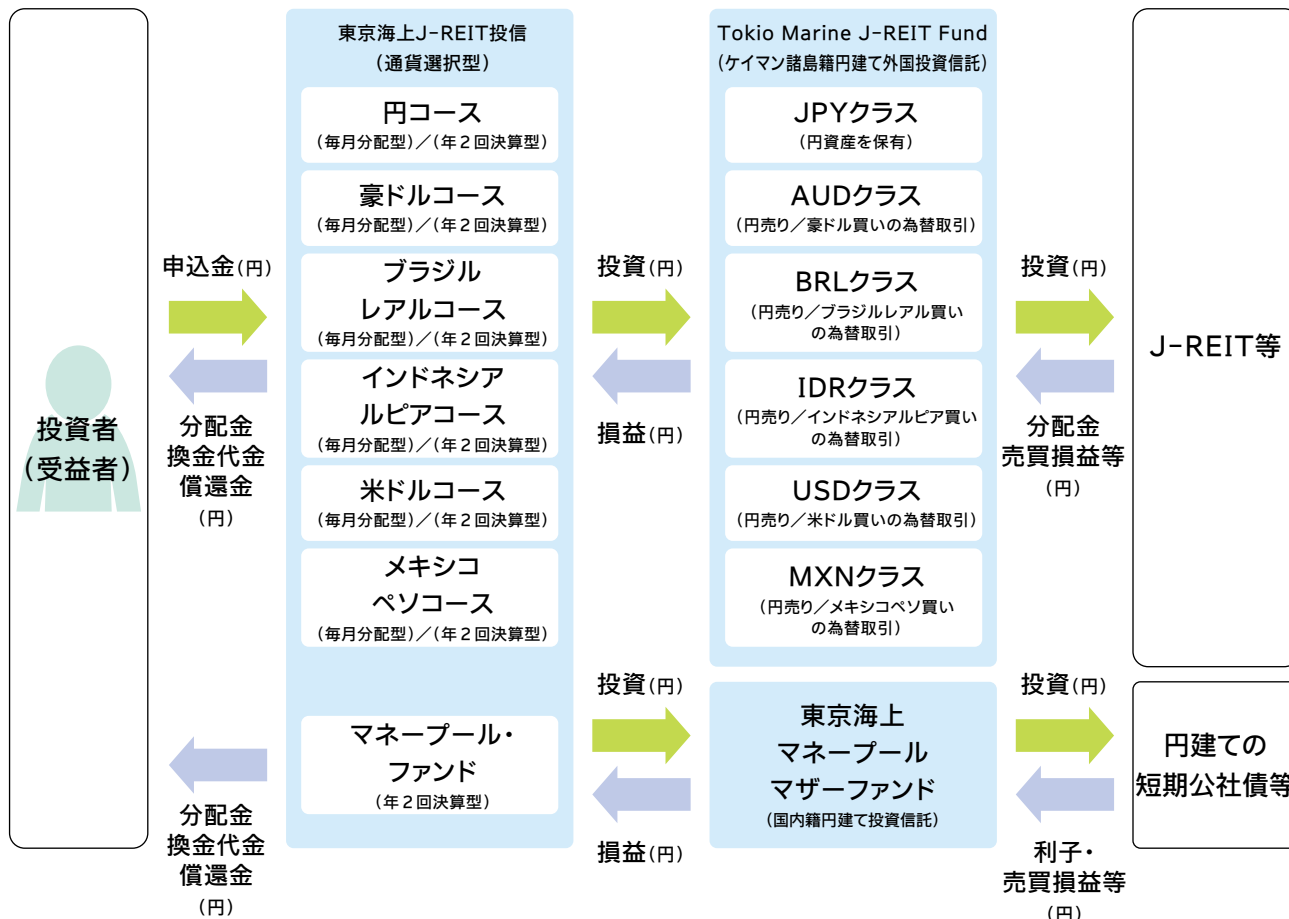 東京海上J-REIT投信
(通貨選択型)
円コース
(毎月分配型)/(年2回決算型)
豪ドルコース
(毎月分配型)/(年2回決算型)
ブラジル
レアルコース
(毎月分配型)/(年2回決算型)
インドネシア
ルピアコース
(毎月分配型)/(年2回決算型)
米ドルコース
(毎月分配型)/(年2回決算型)
メキシコ
ペソコース
(毎月分配型)/(年2回決算型)
マネープール・
ファンド
(年2回決算型)
Tokio Marine J-REIT Fund
(ケイマン諸島籍円建て外国投資信託)
JPYクラス
(円資産を保有)
AUDクラス
(円売り/豪ドル買いの為替取引)
BRLクラス
(円売り/ブラジルレアル買い
の為替取引)
IDRクラス
(円売り/インドネシアルピア買い
の為替取引)
USDクラス
(円売り/米ドル買いの為替取引)
MXNクラス
(円売り/メキシコペソ買い
の為替取引)
東京海上
マネープール
マザーファンド
(国内籍円建て投資信託)
投資者
(受益者)
申込金(円)
分配金
換金代金
償還金
(円)
分配金
換金代金
償還金
(円)
投資(円)
損益(円)
投資(円)
損益(円)
投資(円)
分配金
売買損益等
(円)
投資(円)
利子・
売買損益等
(円)
J-REIT等
円建ての
短期公社債等